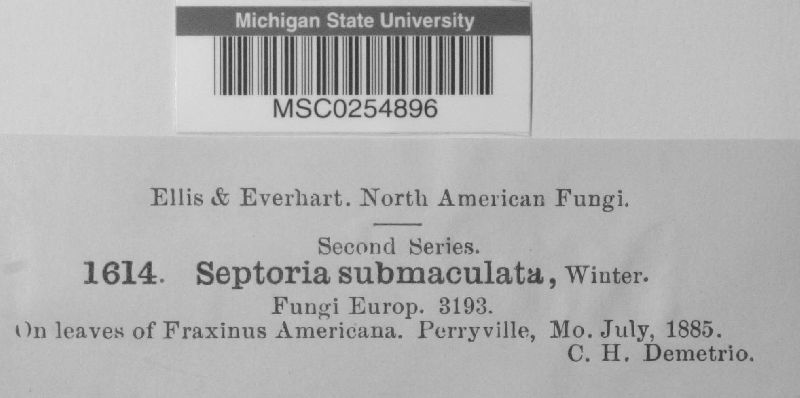 Michigan State University
MSC0254896
Ellis & Everhart. North American Fungi.
Second Series.
1614. Septoria submaculata, Winter.
Fungi Europ. 3193.
On leaves of Fraxinus Americana. Perryville, Mo. July, 1885.
C. H. Demetrio.